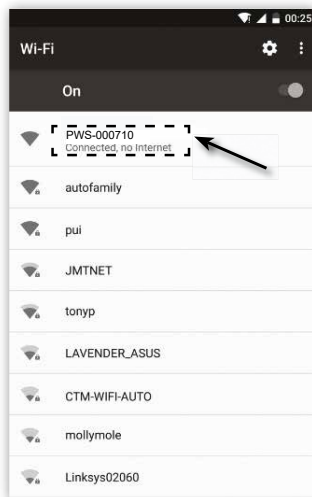 00:25
Wi-Fi
On
PWS-000710
Connected, no Internet
autofamily
pui
JMTNET
tonyp
LAVENDER_ASUS
CTM-WIFI-AUTO
mollymole
Linksys02060